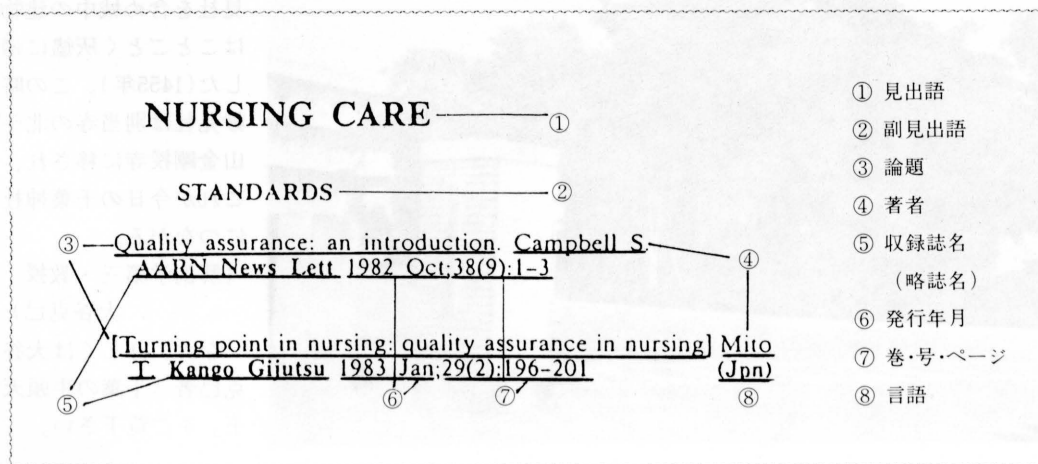 NURSING CARE ①
STANDARDS ②
③ Quality assurance: an introduction. Campbell S
AARN News Lett 1982 Oct;38(9):1-3
④
[Turning point in nursing: quality assurance in nursing] Mito
T. Kango Gijutsu 1983 Jan;29(2):196-201 (Jpn)
⑤ ⑥ ⑦ ⑧
① 見出語
② 副見出語
③ 論題
④ 著者
⑤ 収録誌名
(略誌名)
⑥ 発行年月
⑦ 巻·号·ページ
⑧ 言語